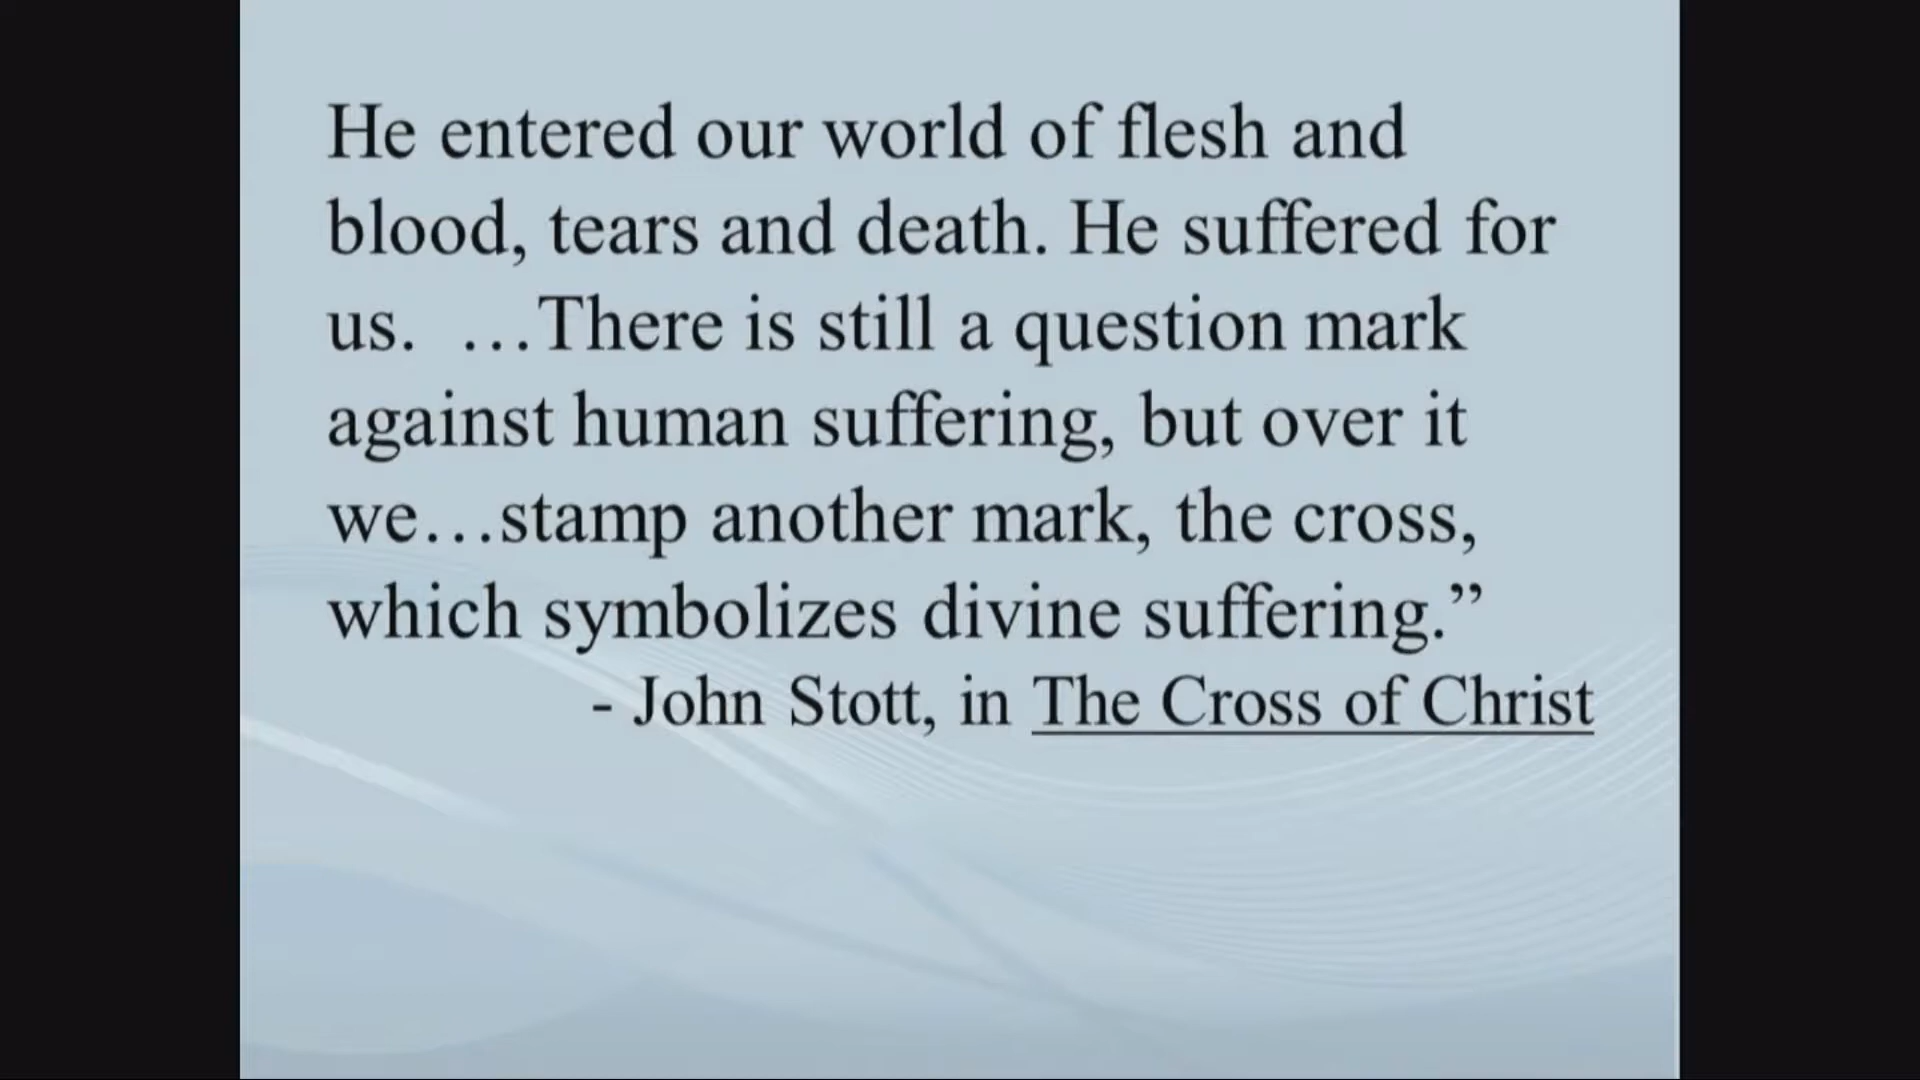 He entered our world of flesh and
blood, tears and death. He suffered for
us.  …There is still a question mark
against human suffering, but over it
we…stamp another mark, the cross,
which symbolizes divine suffering.”
- John Stott, in The Cross of Christ